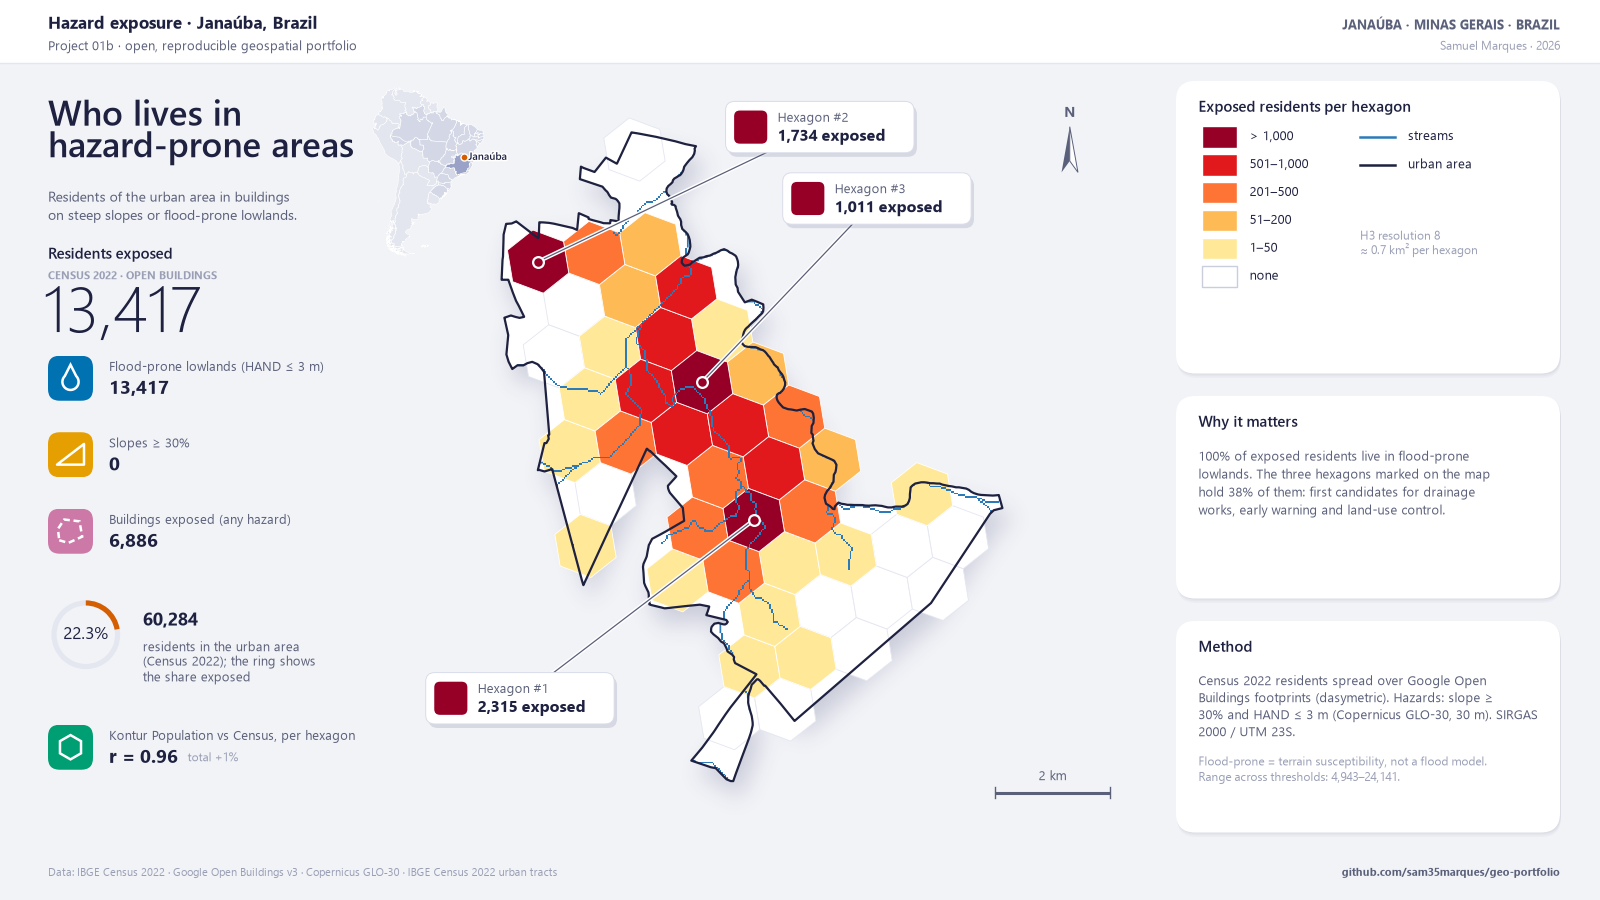 Hazard exposure · Janaúba, Brazil
Project 01b · open, reproducible geospatial portfolio
JANAÚBA · MINAS GERAIS · BRAZIL
Samuel Marques · 2026
Who lives in
hazard-prone areas
Residents of the urban area in buildings
on steep slopes or flood-prone lowlands.
Residents exposed
CENSUS 2022 · OPEN BUILDINGS
13,417
Flood-prone lowlands (HAND ≤ 3 m)
13,417
Slopes ≥ 30%
0
Buildings exposed (any hazard)
6,886
22.3%
60,284
residents in the urban area
(Census 2022); the ring shows
the share exposed
Kontur Population vs Census, per hexagon
r = 0.96 total +1%
Janaúba
Hexagon #2
1,734 exposed
Hexagon #3
1,011 exposed
Hexagon #1
2,315 exposed
N
2 km
Exposed residents per hexagon
> 1,000
501–1,000
201–500
51–200
1–50
none
streams
urban area
H3 resolution 8
≈ 0.7 km² per hexagon
Why it matters
100% of exposed residents live in flood-prone
lowlands. The three hexagons marked on the map
hold 38% of them: first candidates for drainage
works, early warning and land-use control.
Method
Census 2022 residents spread over Google Open
Buildings footprints (dasymetric). Hazards: slope ≥
30% and HAND ≤ 3 m (Copernicus GLO-30, 30 m). SIRGAS
2000 / UTM 23S.
Flood-prone = terrain susceptibility, not a flood model.
Range across thresholds: 4,943–24,141.
Data: IBGE Census 2022 · Google Open Buildings v3 · Copernicus GLO-30 · IBGE Census 2022 urban tracts
github.com/sam35marques/geo-portfolio